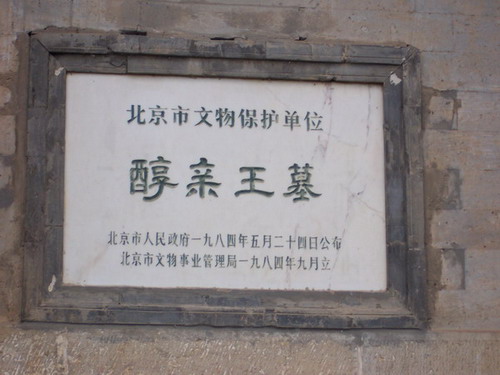 北京市文物保护单位
醇亲王墓
北京市人民政府一九八四年五月二十四日公布
北京市文物事业管理局一九八四年九月立